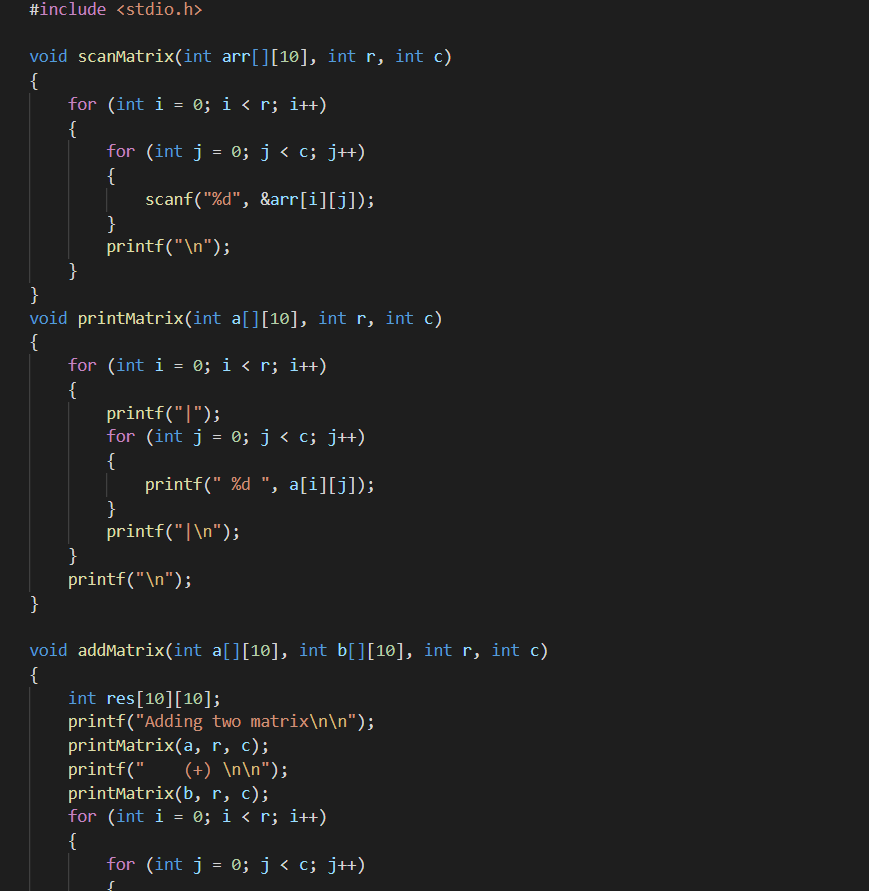 #include <stdio.h>

void scanMatrix(int arr[][10], int r, int c)
{
    for (int i = 0; i < r; i++)
    {
        for (int j = 0; j < c; j++)
        {
            scanf("%d", &arr[i][j]);
        }
        printf("\n");
    }
}
void printMatrix(int a[][10], int r, int c)
{
    for (int i = 0; i < r; i++)
    {
        printf("|");
        for (int j = 0; j < c; j++)
        {
            printf(" %d ", a[i][j]);
        }
        printf("|\n");
    }
    printf("\n");
}

void addMatrix(int a[][10], int b[][10], int r, int c)
{
    int res[10][10];
    printf("Adding two matrix\n\n");
    printMatrix(a, r, c);
    printf("    (+) \n\n");
    printMatrix(b, r, c);
    for (int i = 0; i < r; i++)
    {
        for (int j = 0; j < c; j++)
        {